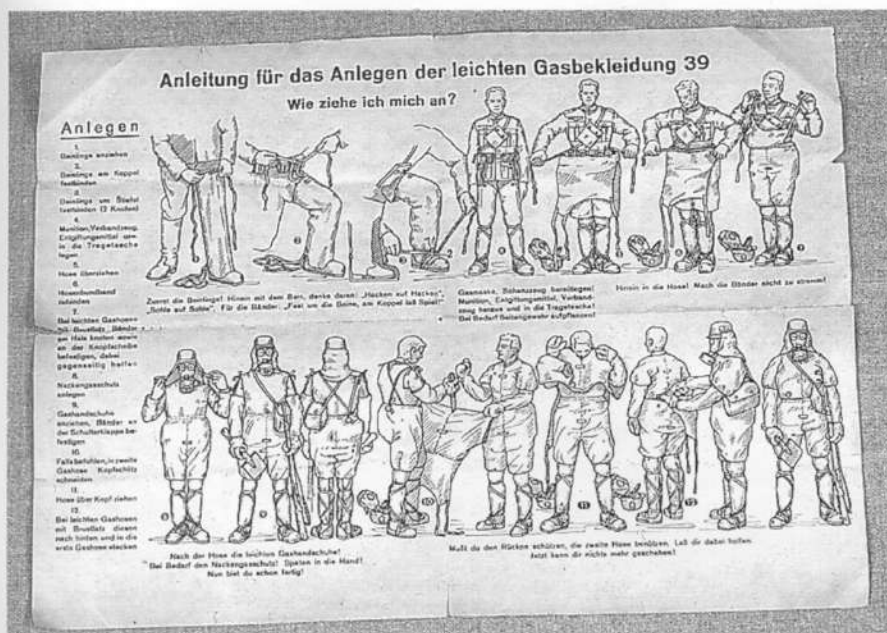 Anleitung für das Anlegen der leichten Gasbekleidung 39
Wie ziehe ich mich an?
Anlegen
1.
Beinlinge anziehen
2.
Beinlinge am Koppel
festbinden
3.
Beinlinge um Stiefel
festbinden (3 Knoten)
4.
Munition, Verbandzeug,
Entgiftungsmittel usw.
in die Tragetasche
legen
5.
Hose überziehen
6.
Hosenbundband
zubinden
7.
Bei leichten Gashosen
mit Brustlatz, Bänder
am Hals knoten sowie
an der Knopfscheibe
befestigen, dabei
gegenseitig helfen
8.
Nackengasschutz
anlegen
9.
Gashandschuhe
anziehen, Bänder an
der Schulterklappe be-
festigen
10.
Falls befohlen, in zweite
Gashose Kopfschlitz
schneiden
11.
Hose über Kopf ziehen
12.
Bei leichten Gashosen
mit Brustlatz diesen
nach hinten und in die
erste Gashose stecken
Zuerst die Beinlinge! Hinein mit dem Bein, denke daran: „Hacken auf Hacken",
„Sohle auf Sohle". Für die Bänder: „Fest um die Beine, am Koppel laß Spiel!"
Gasmaske, Schanzzeug bereitlegen!
Munition, Entgiftungsmittel, Verband-
zeug heraus und in die Tragetasche!
Bei Bedarf Seitengewehr aufpflanzen!
Hinein in die Hose! Noch die Bänder nicht zu stramm!
Nach der Hose die leichten Gashandschuhe!
Bei Bedarf den Nackengasschutz! Spaten in die Hand!
Nun bist du schon fertig!
Mußt du den Rücken schützen, die zweite Hose benützen. Laß dir dabei helfen.
Jetzt kann dir nichts mehr geschehen!